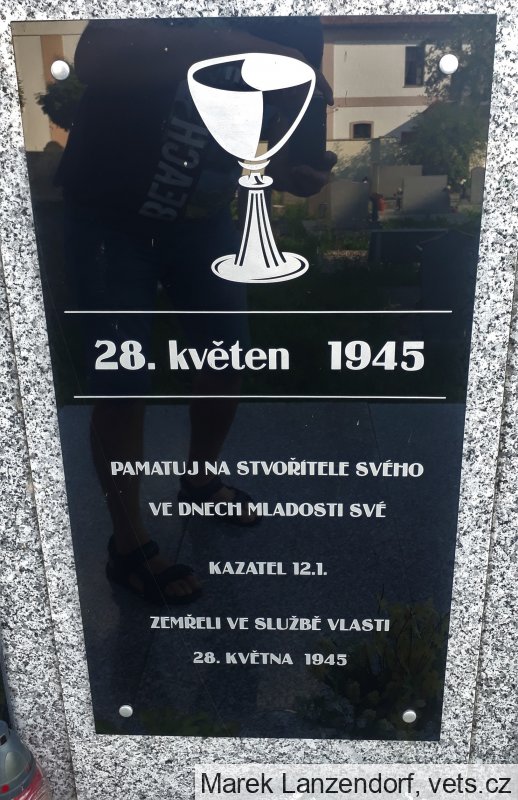 BEACH
28. květen 1945
PAMATUJ NA STVOŘITELE SVÉHO
VE DNECH MLADOSTI SVÉ
KAZATEL 12.1.
ZEMŘELI VE SLUŽBĚ VLASTI
28. KVĚTNA 1945
Marek Lanzendorf, vets.cz